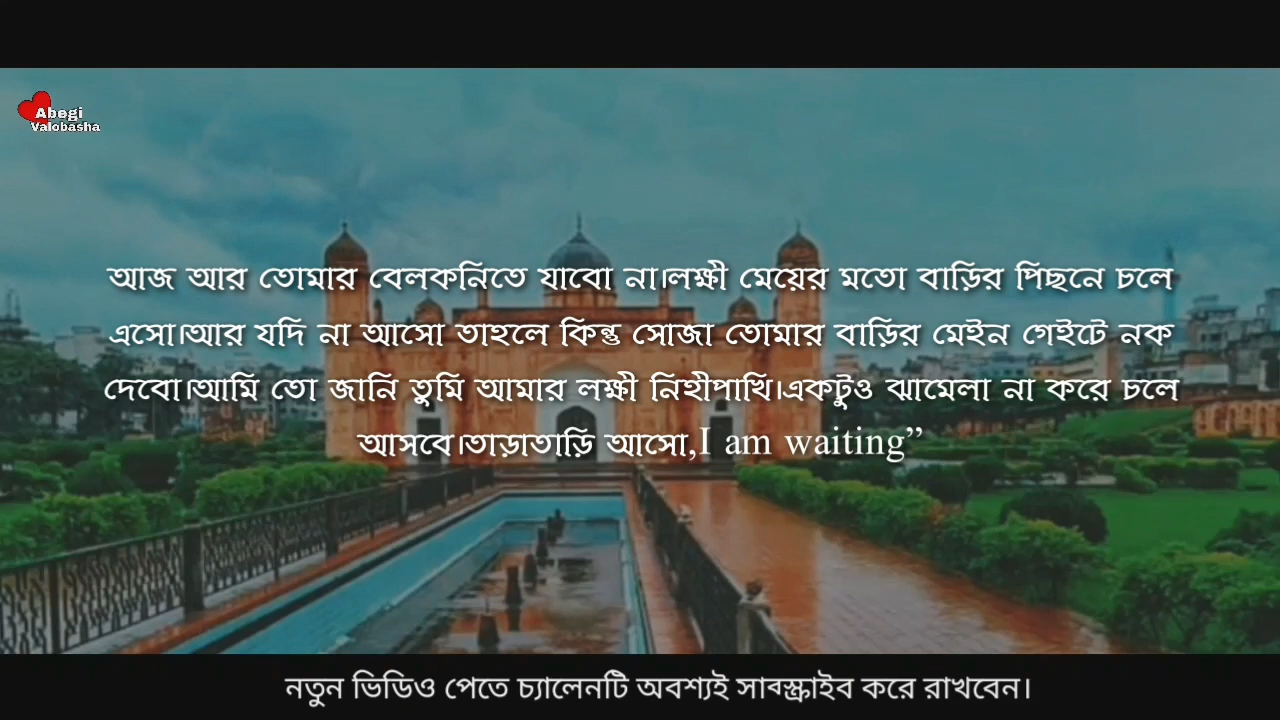 Abegi
Valobasha
আজ আর তোমার বেলকনিতে যাবো না।লক্ষী মেয়ের মতো বাড়ির পিছনে চলে
এসো।আর যদি না আসো তাহলে কিন্তু সোজা তোমার বাড়ির মেইন গেইটে নক
দেবো।আমি তো জানি তুমি আমার লক্ষী নিহীপাখি।একটুও ঝামেলা না করে চলে
আসবে।তাড়াতাড়ি আসো,I am waiting”
নতুন ভিডিও পেতে চ্যালেনটি অবশ্যই সাব্স্ক্রাইব করে রাখবেন।